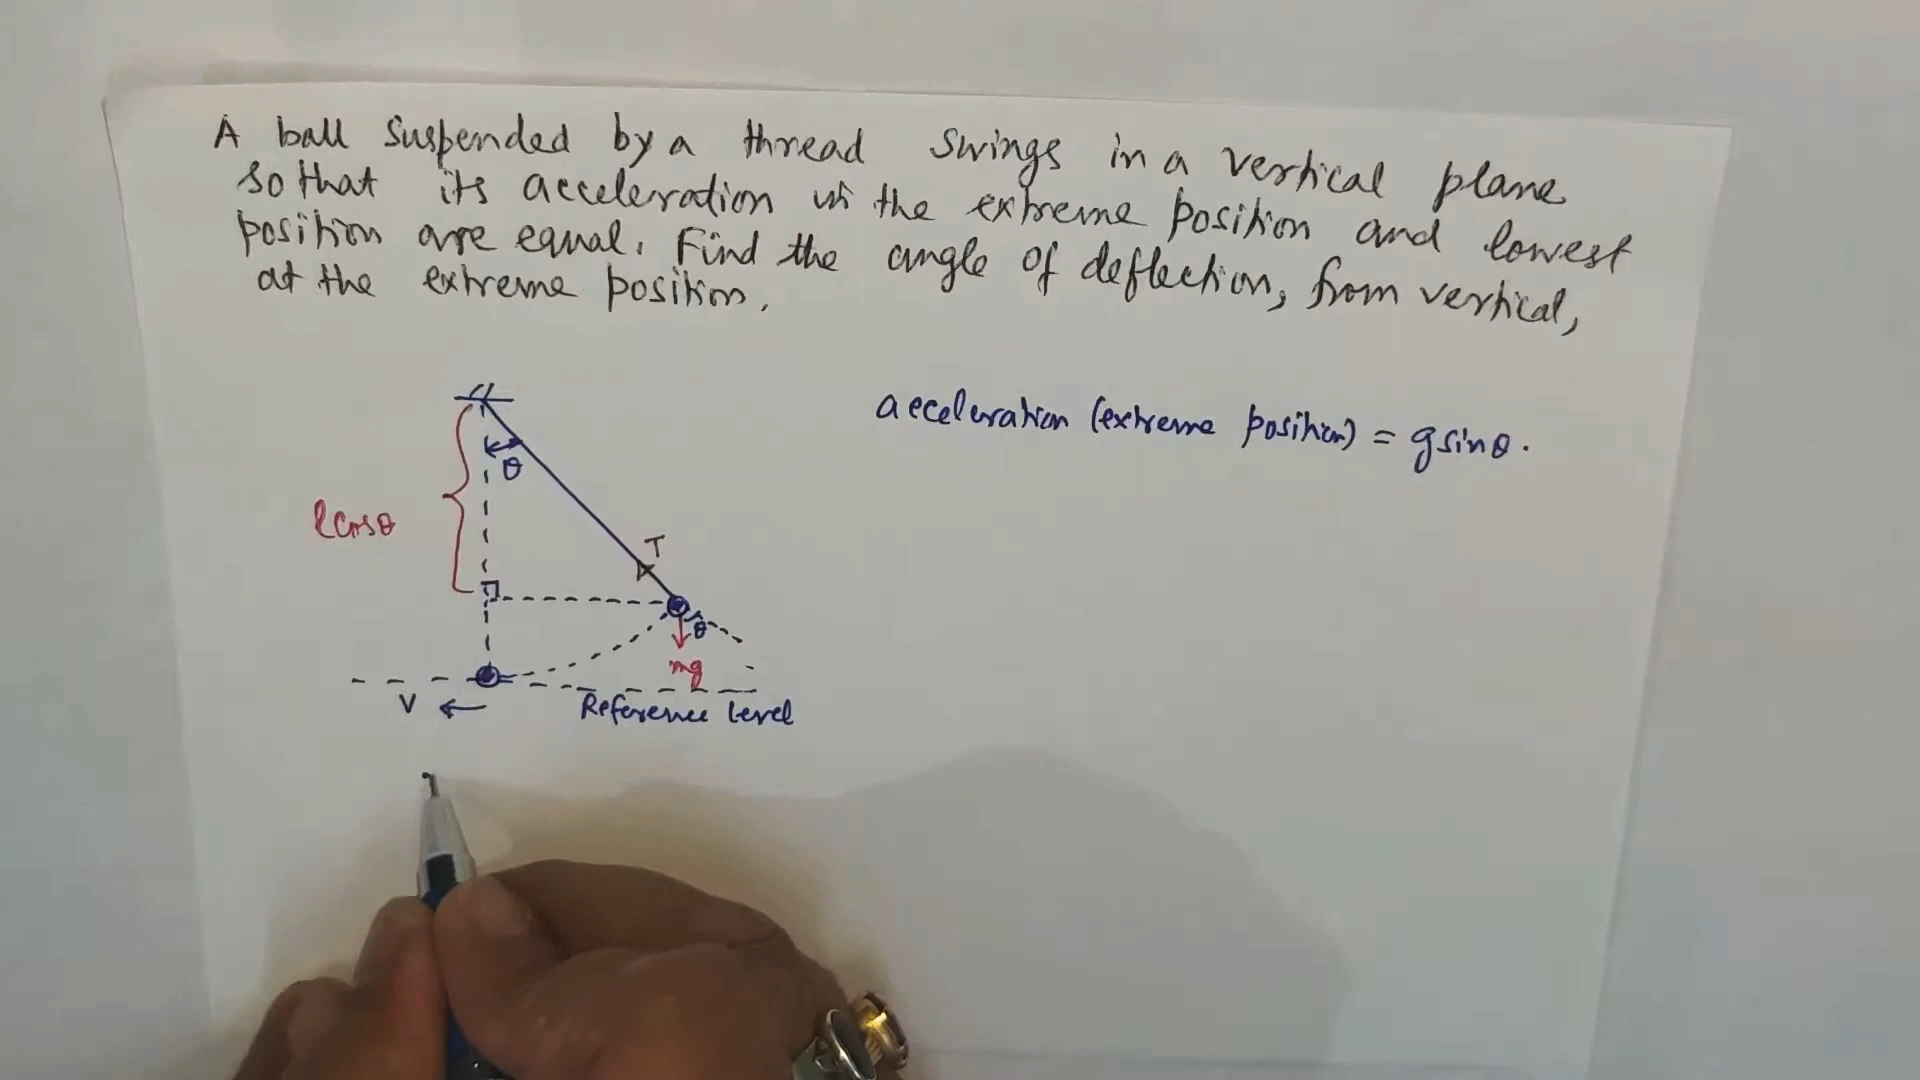 A ball suspended by a thread swings in a vertical plane
so that its acceleration in the extreme position and lowest
position are equal. Find the angle of deflection, from vertical,
at the extreme position.
acceleration (extreme position) = g sinθ.
θ
l cosθ
T
θ
mg
V
Reference level